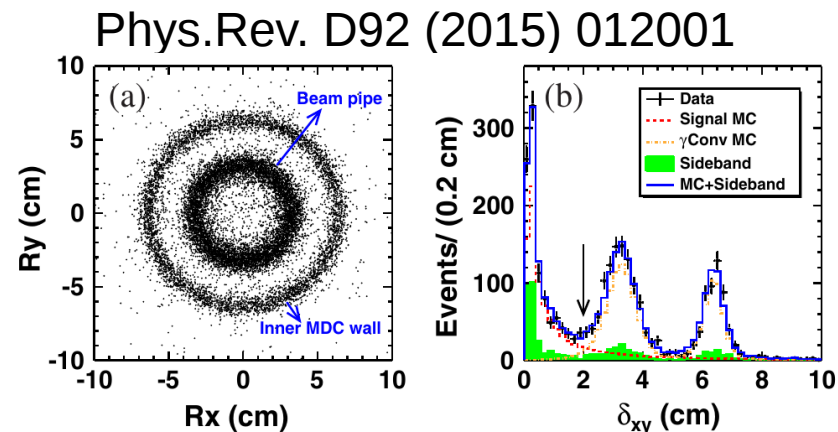 Phys.Rev. D92 (2015) 012001
(a)
Beam pipe
Inner MDC wall
10
5
0
-5
-10
Ry (cm)
-10
-5
0
5
10
Rx (cm)
(b)
Data
Signal MC
γConv MC
Sideband
MC+Sideband
300
200
100
0
Events/ (0.2 cm)
0
2
4
6
8
10
δxy (cm)